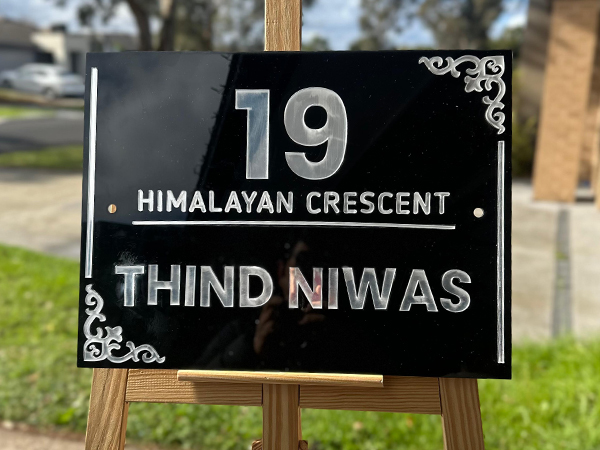 19
HIMALAYAN CRESCENT
THIND NIWAS